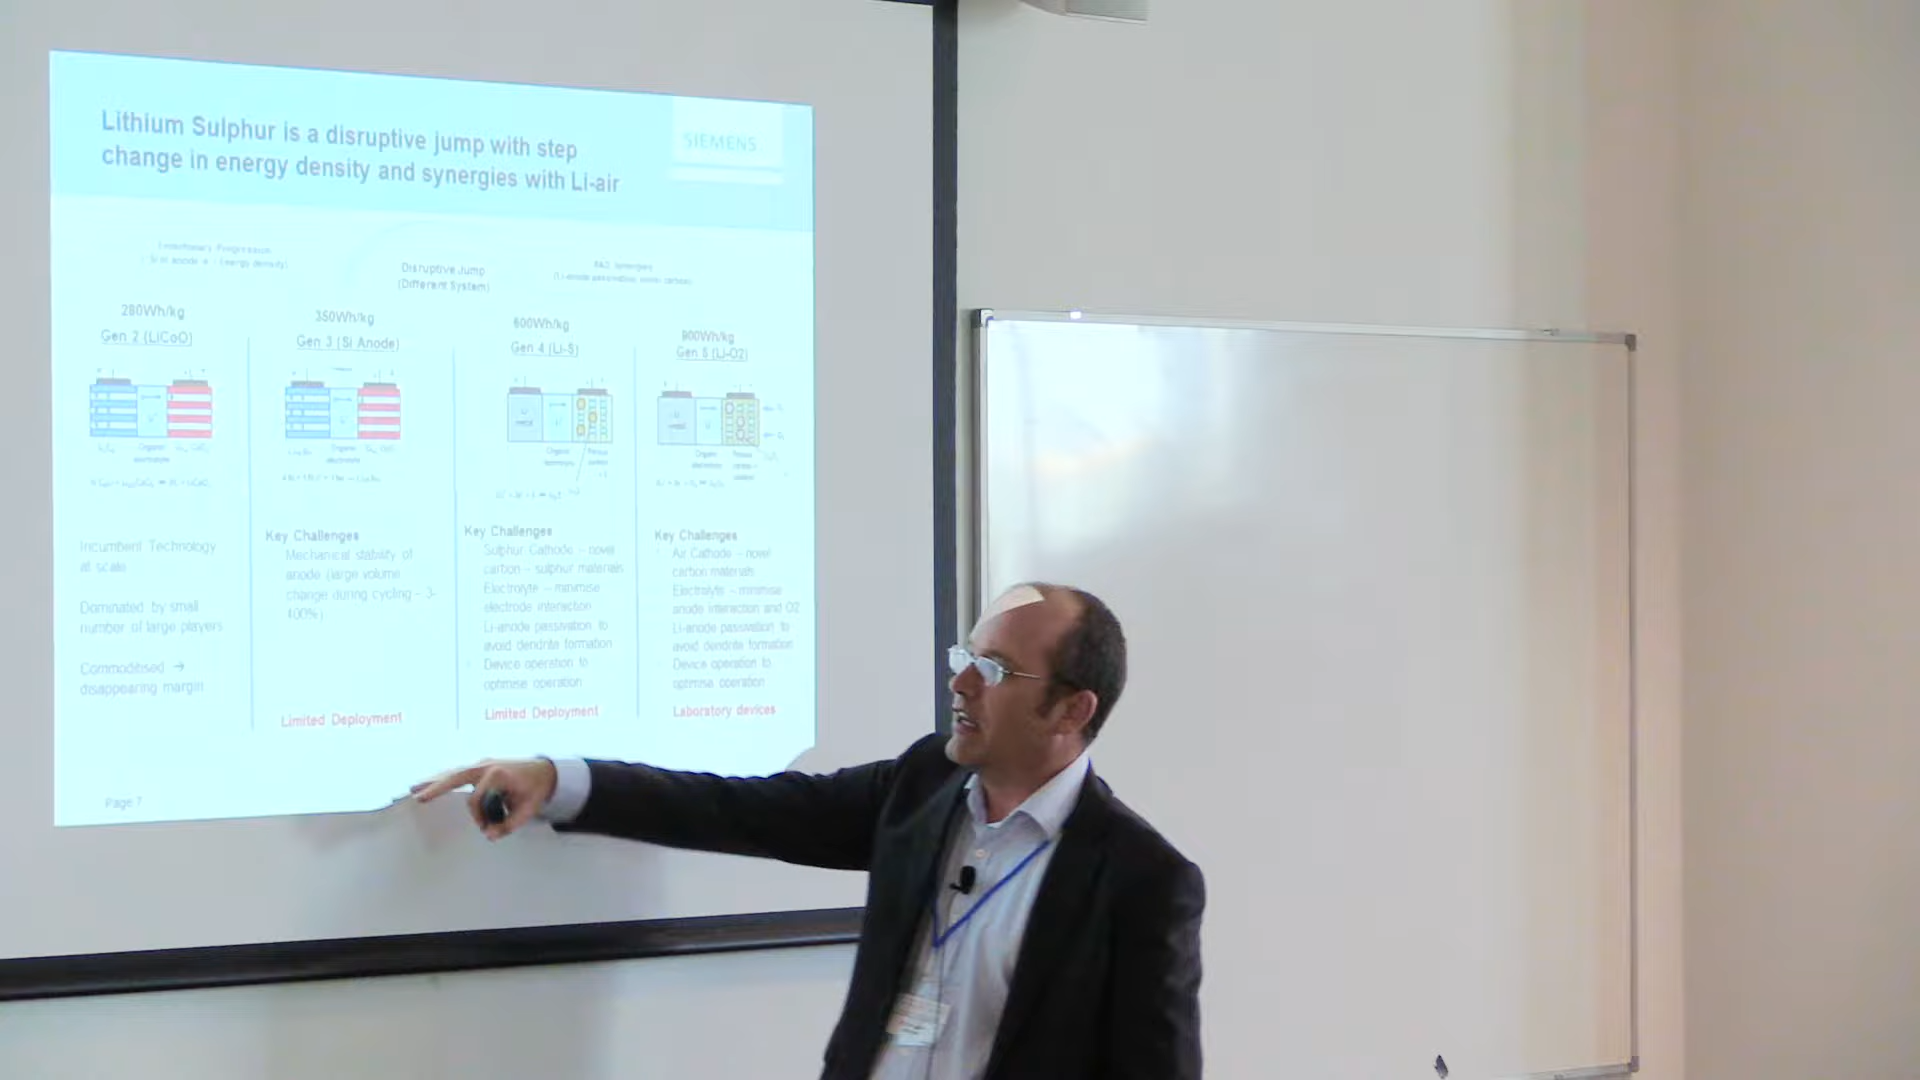 Lithium Sulphur is a disruptive jump with step
change in energy density and synergies with Li-air
SIEMENS
Disruptive Jump
(Different System)
280Wh/kg
Gen 2 (LiCoO)
350Wh/kg
Gen 3 (Si Anode)
600Wh/kg
Gen 4 (Li-S)
900Wh/kg
Gen 5 (Li-O2)
Incumbent Technology
at scale
Dominated by small
number of large players
Commoditised →
disappearing margin
Key Challenges
Mechanical stability of
anode (large volume
change during cycling – 3-
400%)
Limited Deployment
Key Challenges
Sulphur Cathode – novel
carbon – sulphur materials
Electrolyte – minimise
electrode interaction
Li-anode passivation to
avoid dendrite formation
Device operation to
optimise operation
Limited Deployment
Key Challenges
Air Cathode – novel
carbon materials
Electrolyte – minimise
anode interaction and O2
Li-anode passivation to
avoid dendrite formation
Device operation to
optimise operation
Laboratory devices
Page 7